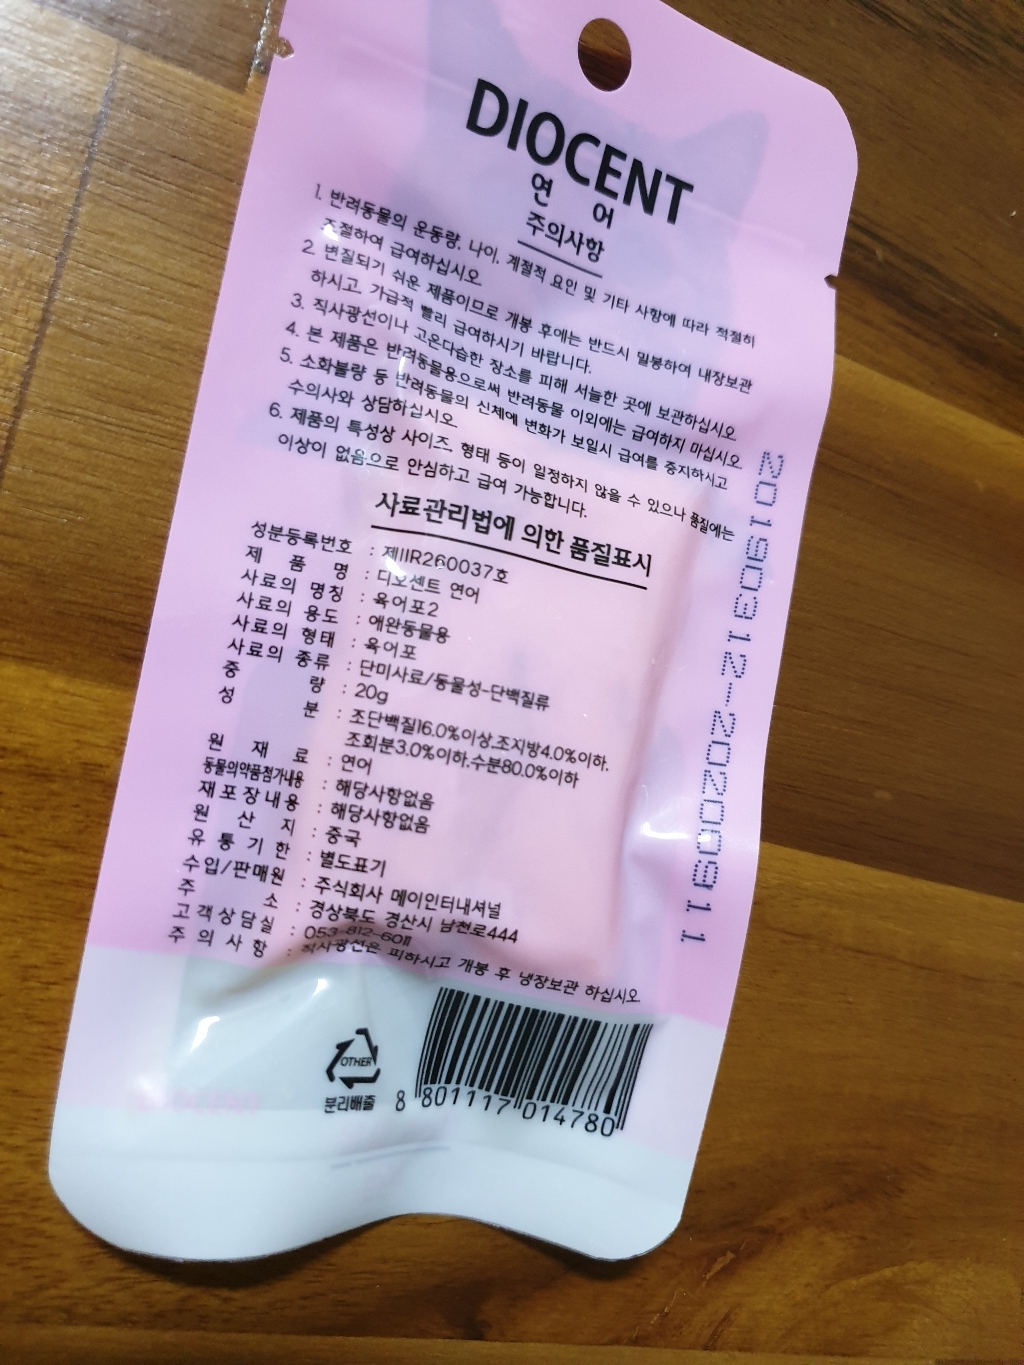 DIOCENT
연 어
주의사항
1. 반려동물의 운동량, 나이, 계절적 요인 및 기타 사항에 따라 적절히
조절하여 급여하십시오
2. 변질되기 쉬운 제품이므로 개봉 후에는 반드시 밀봉하여 내장보관
하시고, 가급적 빨리 급여하시기 바랍니다.
3. 직사광선이나 고온다습한 장소를 피해 서늘한 곳에 보관하십시오
4. 본 제품은 반려동물용으로써 반려동물 이외에는 급여하지 마십시오
5. 소화불량 등 반려동물의 신체에 변화가 보일시 급여를 중지하시고
수의사와 상담하십시오
6. 제품의 특성상 사이즈, 형태 등이 일정하지 않을 수 있으나 품질에는
이상이 없음으로 안심하고 급여 가능합니다.
사료관리법에 의한 품질표시
성분등록번호 : 제IIR260037호
제 품 명 : 디오센트 연어
사료의 명칭 : 육어포2
사료의 용도 : 애완동물용
사료의 형태 : 육어포
사료의 종류 : 단미사료/동물성-단백질류
중 량 : 20g
성 분 : 조단백질16.0%이상,조지방4.0%이하,
조회분3.0%이하,수분80.0%이하
원 재 료 : 연어
동물의약품첨가내용 : 해당사항없음
재포장내용 : 해당사항없음
원 산 지 : 중국
유 통 기 한 : 별도표기
수입/판매원 : 주식회사 메이인터내셔널
주 소 : 경상북도 경산시 남천로444
고객상담실 : 053-812-6011
주 의 사 항 : 직사광선은 피하시고 개봉 후 냉장보관 하십시오
20190312-20200911
OTHER
분리배출
8 801117 014780